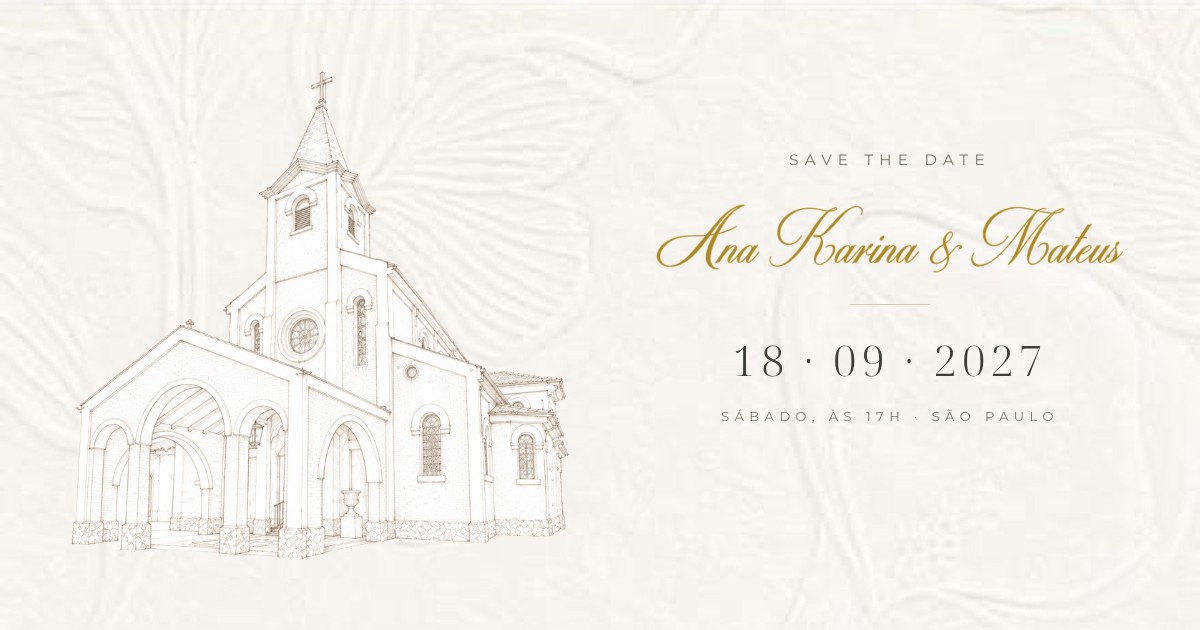 SAVE THE DATE
Ana Karina & Mateus
18 · 09 · 2027
SÁBADO, ÀS 17H · SÃO PAULO